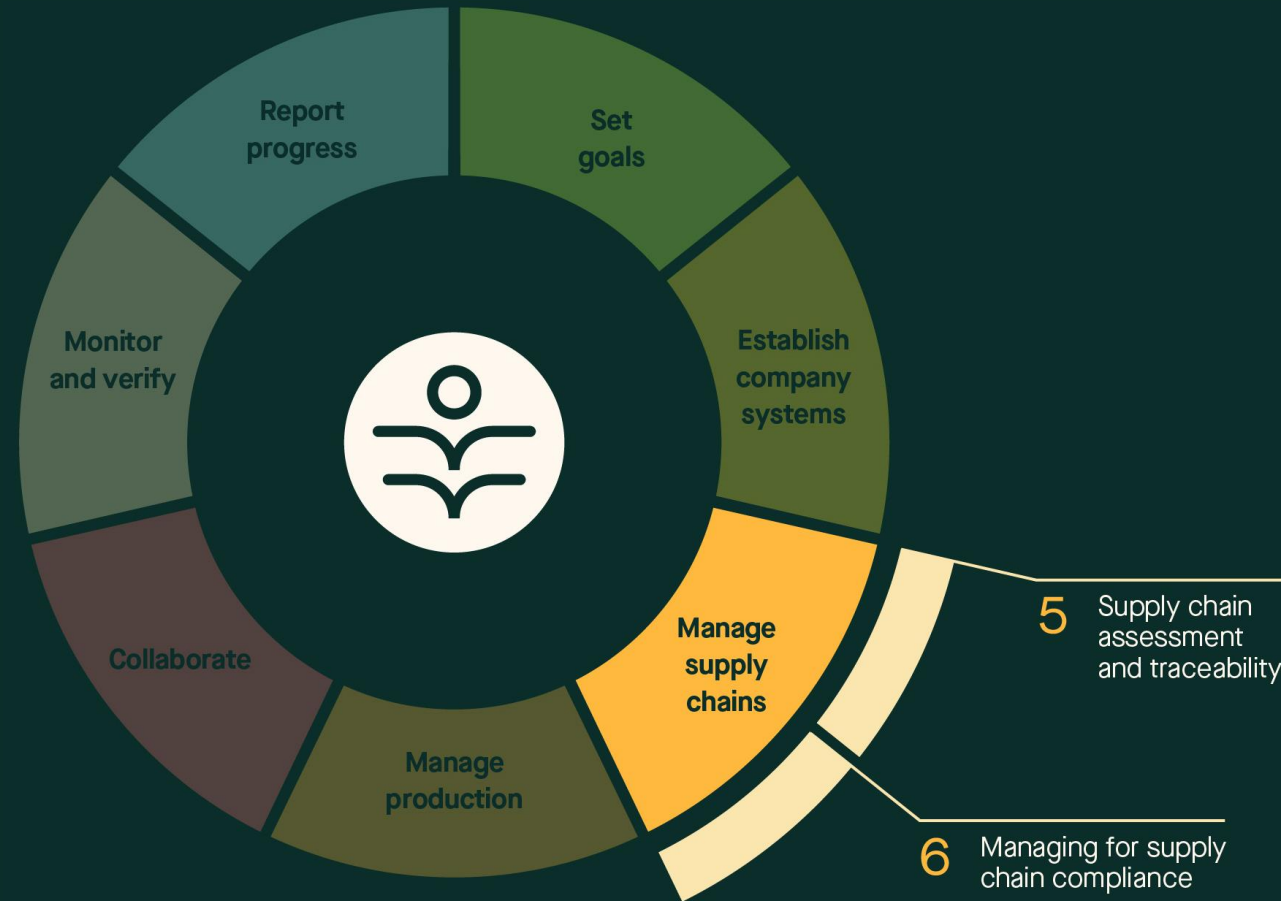 Report
progress
Set
goals
Monitor
and verify
Establish
company
systems
Collaborate
Manage
supply
chains
Manage
production
5 Supply chain
assessment
and traceability
6 Managing for supply
chain compliance